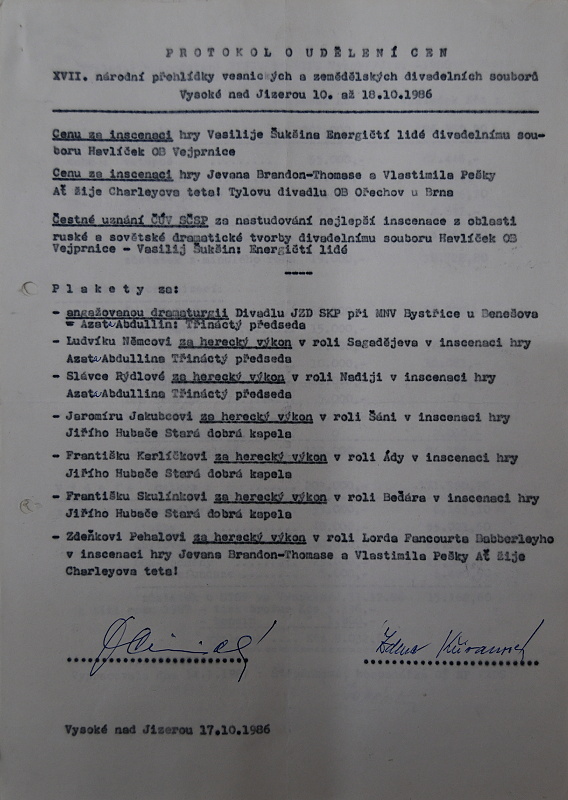 PROTOKOL O UDĚLENÍ CEN
XVII. národní přehlídky vesnických a zemědělských divadelních souborů
Vysoké nad Jizerou 10. až 18.10.1986
Cenu za inscenaci hry Vasilije Šukšina Energičtí lidé divadelnímu sou-
boru Havlíček OB Vejprnice
Cenu za inscenaci hry Jevana Brandon-Thomase a Vlastimila Pešky
Ať žije Charleyova teta! Tylovu divadlu OB Ořechov u Brna
Čestné uznání ÚV SČSP za nastudování nejlepší inscenace z oblasti
ruské a sovětské dramatické tvorby divadelnímu souboru Havlíček OB
Vejprnice - Vasilij Šukšin: Energičtí lidé
----
Plakety za:
- angažovanou dramaturgii Divadlu JZD SKP při MNV Bystřice u Benešova
- Azat Abdullin: Třináctý předseda
- Ludvíku Němcovi za herecký výkon v roli Sagadějeva v inscenaci hry
Azata Abdullina Třináctý předseda
- Slávce Rýdlové za herecký výkon v roli Nadiji v inscenaci hry
Azata Abdullina Třináctý předseda
- Jaromíru Jakubcovi za herecký výkon v roli Šáni v inscenaci hry
Jiřího Hubače Stará dobrá kapela
- Františku Karlíčkovi za herecký výkon v roli Ády v inscenaci hry
Jiřího Hubače Stará dobrá kapela
- Františku Skulínkovi za herecký výkon v roli Beďára v inscenaci hry
Jiřího Hubače Stará dobrá kapela
- Zdeňkovi Pehalovi za herecký výkon v roli Lorda Fancourta Babberleyho
v inscenaci hry Jevana Brandon-Thomase a Vlastimila Pešky Ať žije
Charleyova teta!
Vysoké nad Jizerou 17.10.1986